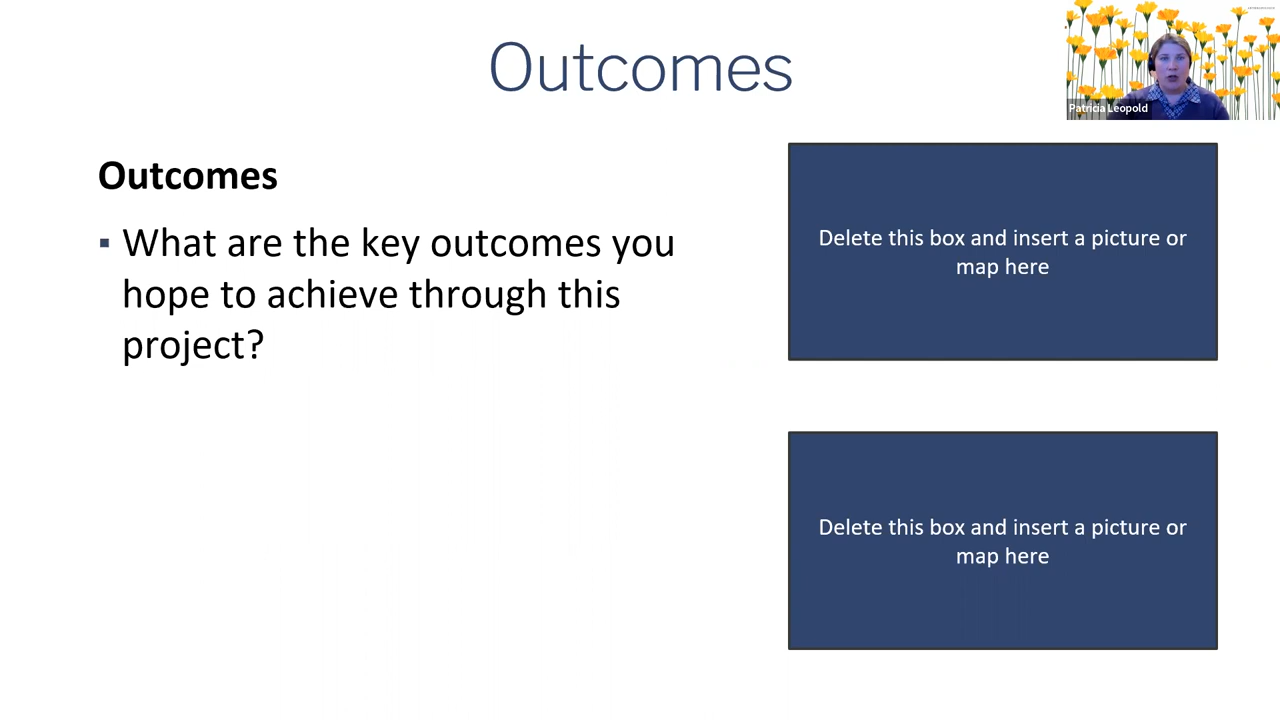 Outcomes
Patricia Leopold
Outcomes
▪ What are the key outcomes you
hope to achieve through this
project?
Delete this box and insert a picture or
map here
Delete this box and insert a picture or
map here